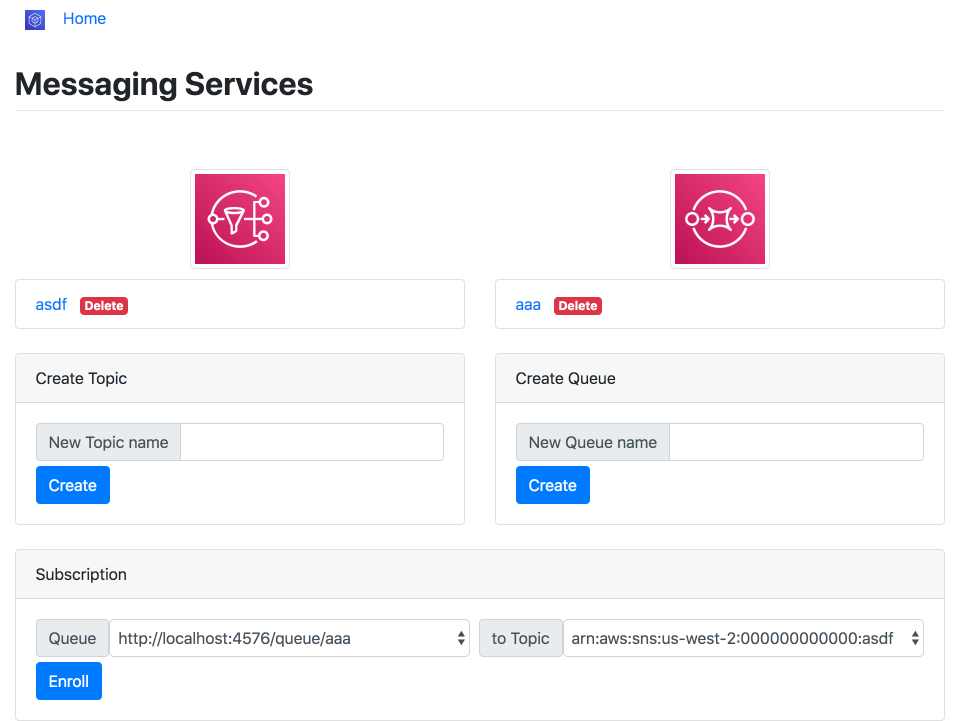 Home
Messaging Services
asdf Delete
aaa Delete
Create Topic
New Topic name
Create
Create Queue
New Queue name
Create
Subscription
Queue http://localhost:4576/queue/aaa to Topic arn:aws:sns:us-west-2:000000000000:asdf
Enroll